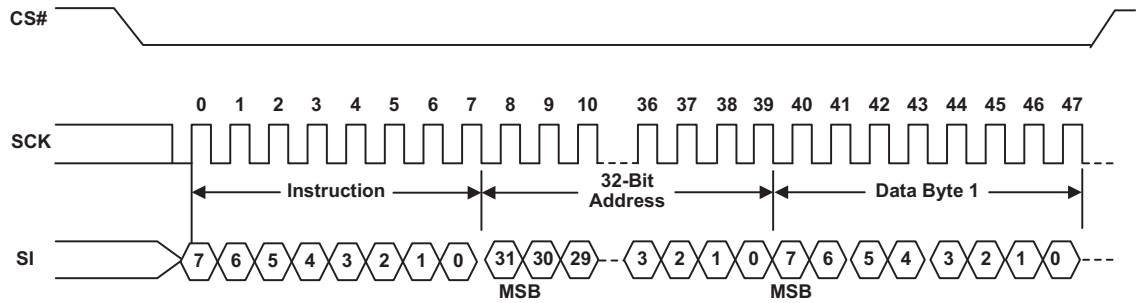 CS#
0 1 2 3 4 5 6 7 8 9 10 36 37 38 39 40 41 42 43 44 45 46 47
SCK
Instruction
32-Bit
Address
Data Byte 1
SI
7 6 5 4 3 2 1 0 31 30 29 3 2 1 0 7 6 5 4 3 2 1 0
MSB MSB